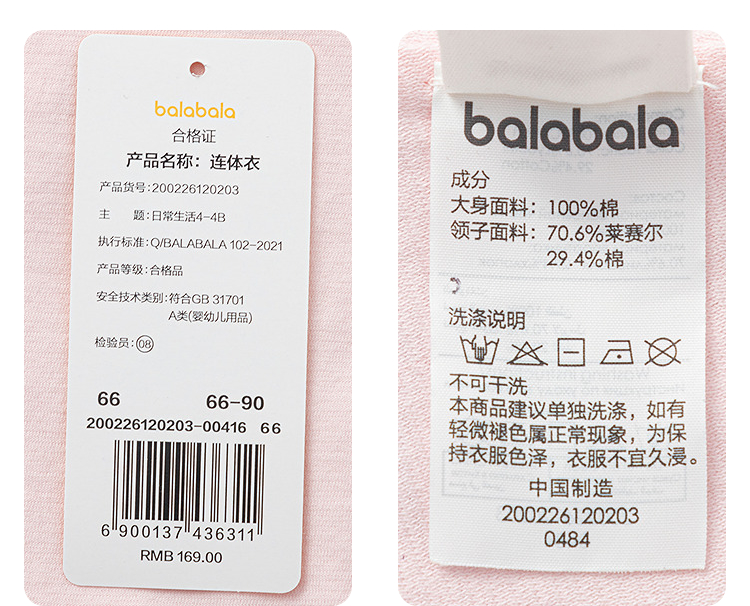 balabala
合格证
产品名称：连体衣
产品货号:200226120203
主 题:日常生活4-4B
执行标准:Q/BALABALA 102-2021
产品等级:合格品
安全技术类别:符合GB 31701
A类(婴幼儿用品)
检验员:08
66 66-90
200226120203-00416 66
6 900137 436311
RMB 169.00
balabala
成分
大身面料：100%棉
领子面料：70.6%莱赛尔
29.4%棉
洗涤说明
不可干洗
本商品建议单独洗涤，如有
轻微褪色属正常现象，为保
持衣服色泽，衣服不宜久浸。
中国制造
200226120203
0484